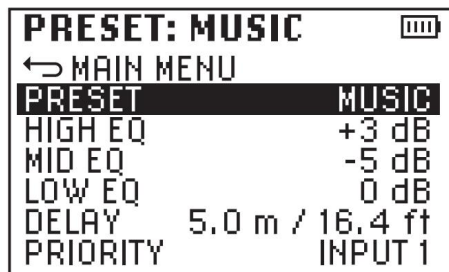 PRESET: MUSIC
MAIN MENU
PRESET MUSIC
HIGH EQ +3 dB
MID EQ -5 dB
LOW EQ 0 dB
DELAY 5.0 m / 16.4 ft
PRIORITY INPUT 1